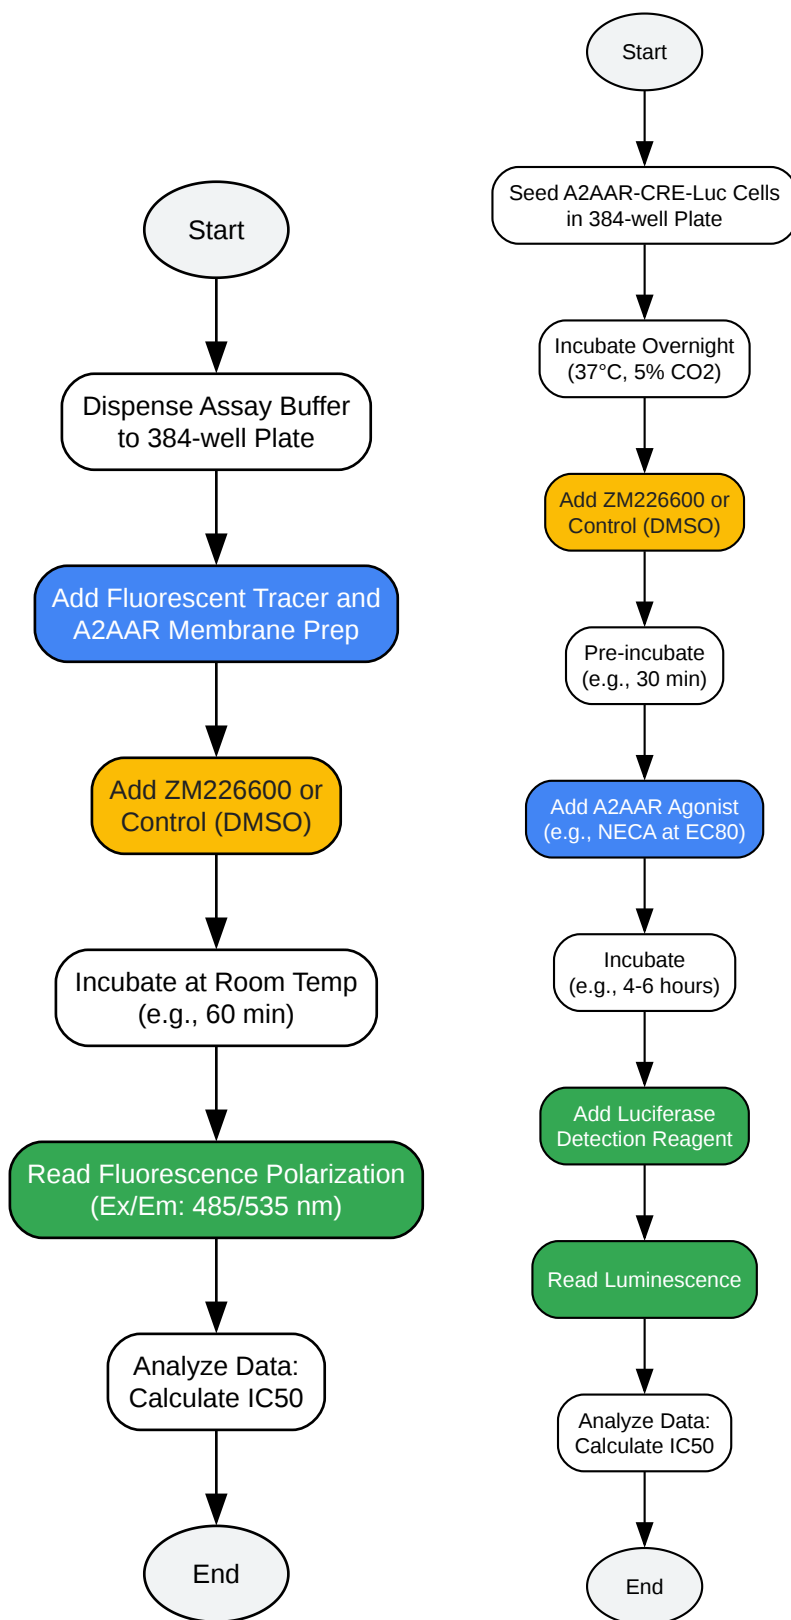 Start
Dispense Assay Buffer
to 384-well Plate
Add Fluorescent Tracer and
A2AAR Membrane Prep
Add ZM226600 or
Control (DMSO)
Incubate at Room Temp
(e.g., 60 min)
Read Fluorescence Polarization
(Ex/Em: 485/535 nm)
Analyze Data:
Calculate IC50
End
Start
Seed A2AAR-CRE-Luc Cells
in 384-well Plate
Incubate Overnight
(37°C, 5% CO2)
Add ZM226600 or
Control (DMSO)
Pre-incubate
(e.g., 30 min)
Add A2AAR Agonist
(e.g., NECA at EC80)
Incubate
(e.g., 4-6 hours)
Add Luciferase
Detection Reagent
Read Luminescence
Analyze Data:
Calculate IC50
End